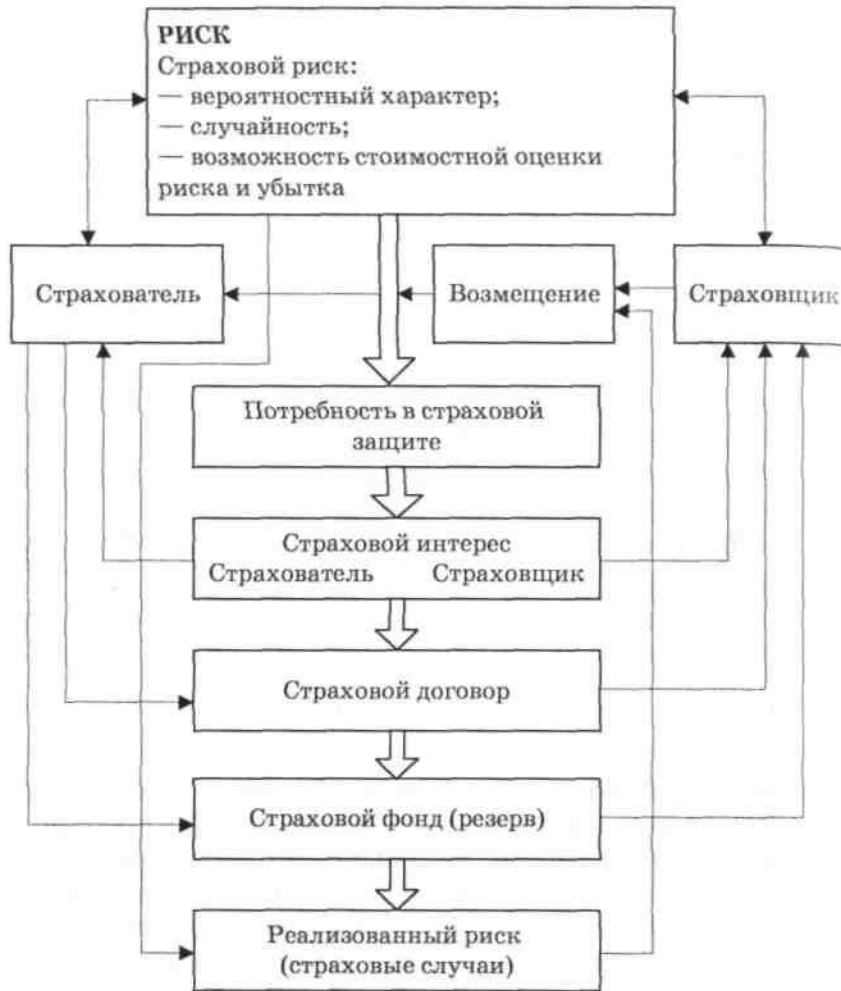 РИСК
Страховой риск:
— вероятностный характер;
— случайность;
— возможность стоимостной оценки
риска и убытка
Страхователь
Возмещение
Страховщик
Потребность в страховой
защите
Страховой интерес
Страхователь Страховщик
Страховой договор
Страховой фонд (резерв)
Реализованный риск
(страховые случаи)